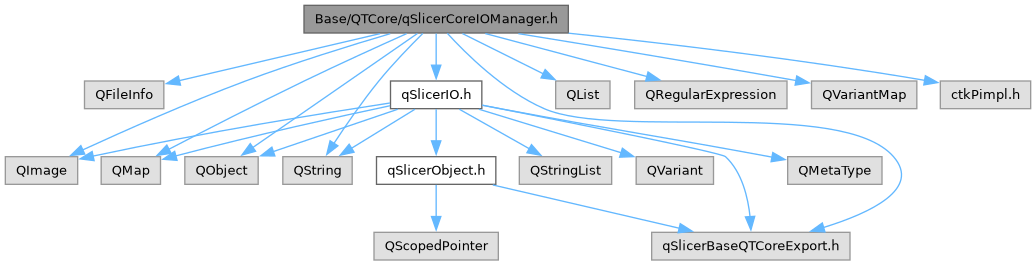 Base/QTCore/qSlicerCoreIOManager.h
QFileInfo
qSlicerIO.h
QList
QRegularExpression
QVariantMap
ctkPimpl.h
QImage
QMap
QObject
QString
qSlicerObject.h
QStringList
QVariant
QMetaType
QScopedPointer
qSlicerBaseQTCoreExport.h